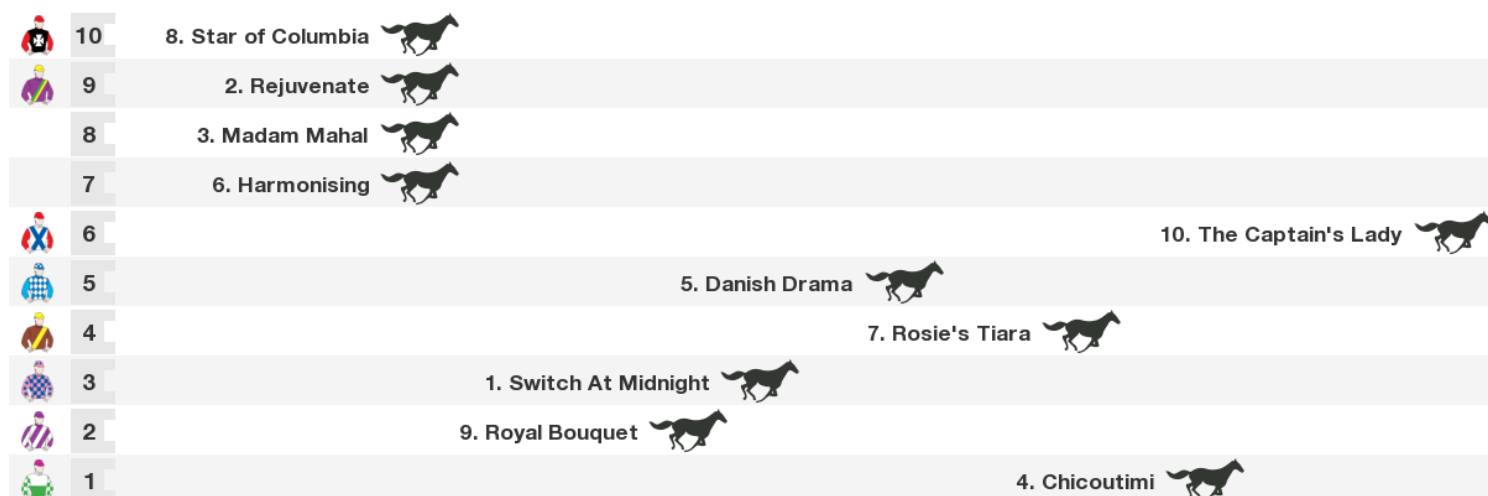 10 8. Star of Columbia
9 2. Rejuvenate
8 3. Madam Mahal
7 6. Harmonising
6 10. The Captain's Lady
5 5. Danish Drama
4 7. Rosie's Tiara
3 1. Switch At Midnight
2 9. Royal Bouquet
1 4. Chicoutimi